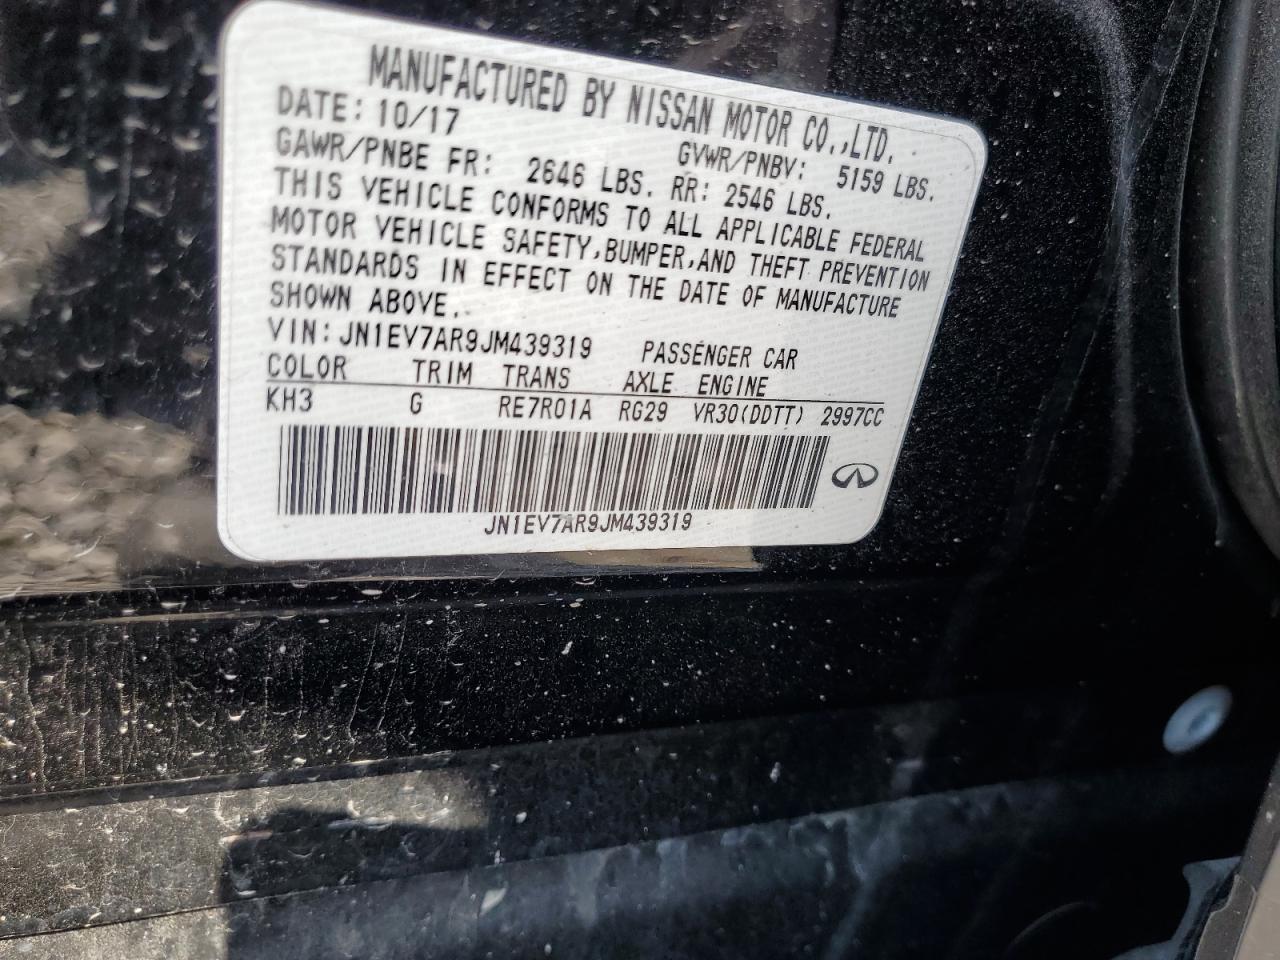 MANUFACTURED BY NISSAN MOTOR CO.,LTD.
DATE: 10/17 GVWR/PNBV: 5159 LBS.
GAWR/PNBE FR: 2646 LBS. RR: 2546 LBS.
THIS VEHICLE CONFORMS TO ALL APPLICABLE FEDERAL
MOTOR VEHICLE SAFETY,BUMPER,AND THEFT PREVENTION
STANDARDS IN EFFECT ON THE DATE OF MANUFACTURE
SHOWN ABOVE.
VIN: JN1EV7AR9JM439319 PASSENGER CAR
COLOR TRIM TRANS AXLE ENGINE
KH3 G RE7R01A RG29 VR30(DDTT) 2997CC
JN1EV7AR9JM439319